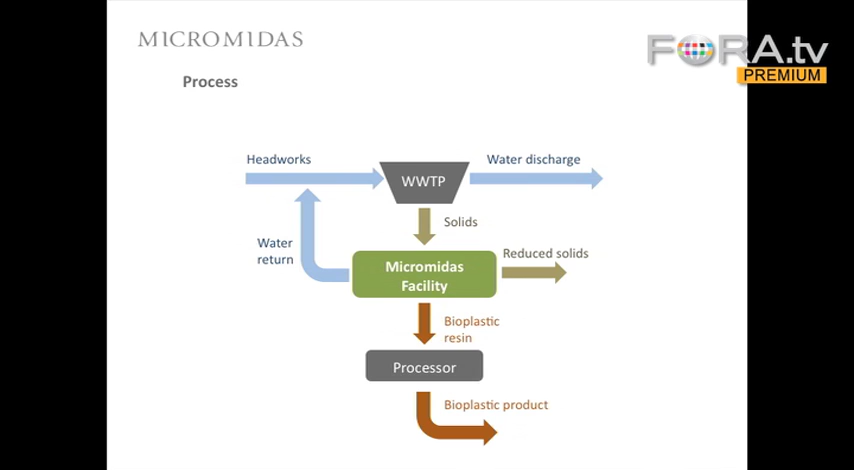 MICROMIDAS
FORA.tv
PREMIUM
Process
Headworks
WWTP
Water discharge
Solids
Water
return
Micromidas
Facility
Reduced solids
Bioplastic
resin
Processor
Bioplastic product